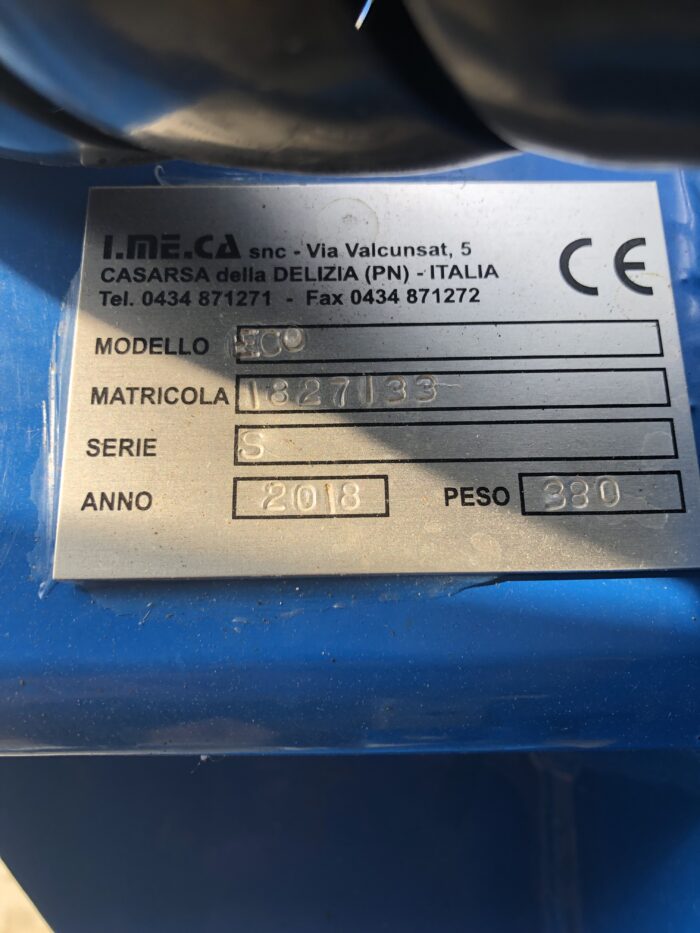 I.ME.CA snc - Via Valcunsat, 5
CASARSA della DELIZIA (PN) - ITALIA
Tel. 0434 871271 - Fax 0434 871272
CE
MODELLO ECO
MATRICOLA 1827133
SERIE S
ANNO 2018 PESO 330